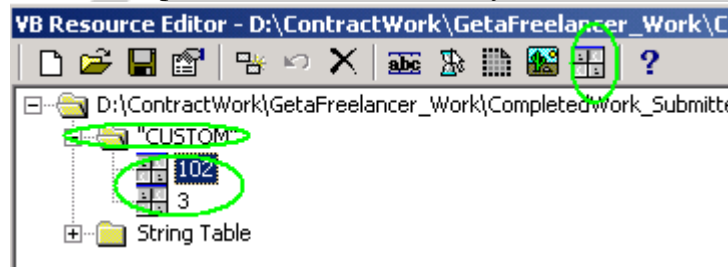 VB Resource Editor - D:\ContractWork\GetaFreelancer_Work\C
abc ?
D:\ContractWork\GetaFreelancer_Work\CompletedWork_Submitte
"CUSTOM"
102
3
String Table